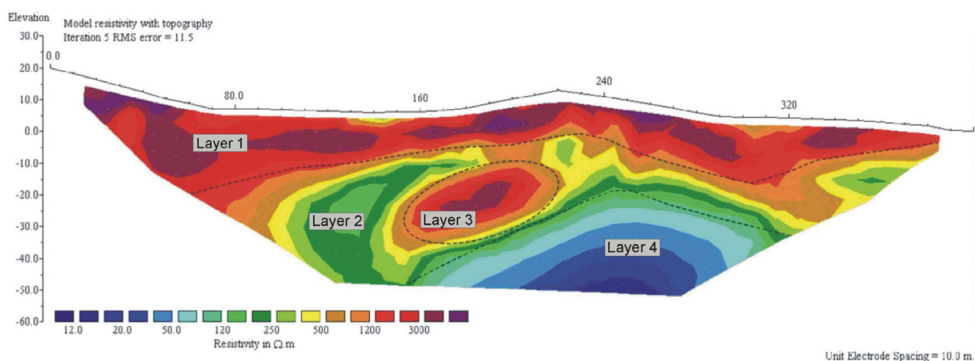 Elevation
Model resistivity with topography
Iteration 5 RMS error = 11.5
30.0
20.0
10.0
0.0
-10.0
-20.0
-30.0
-40.0
-50.0
-60.0
0.0
80.0
160
240
320
Layer 1
Layer 2
Layer 3
Layer 4
12.0 20.0 50.0 120 250 500 1200 3000
Resistivity in Ω.m
Unit Electrode Spacing = 10.0 m.